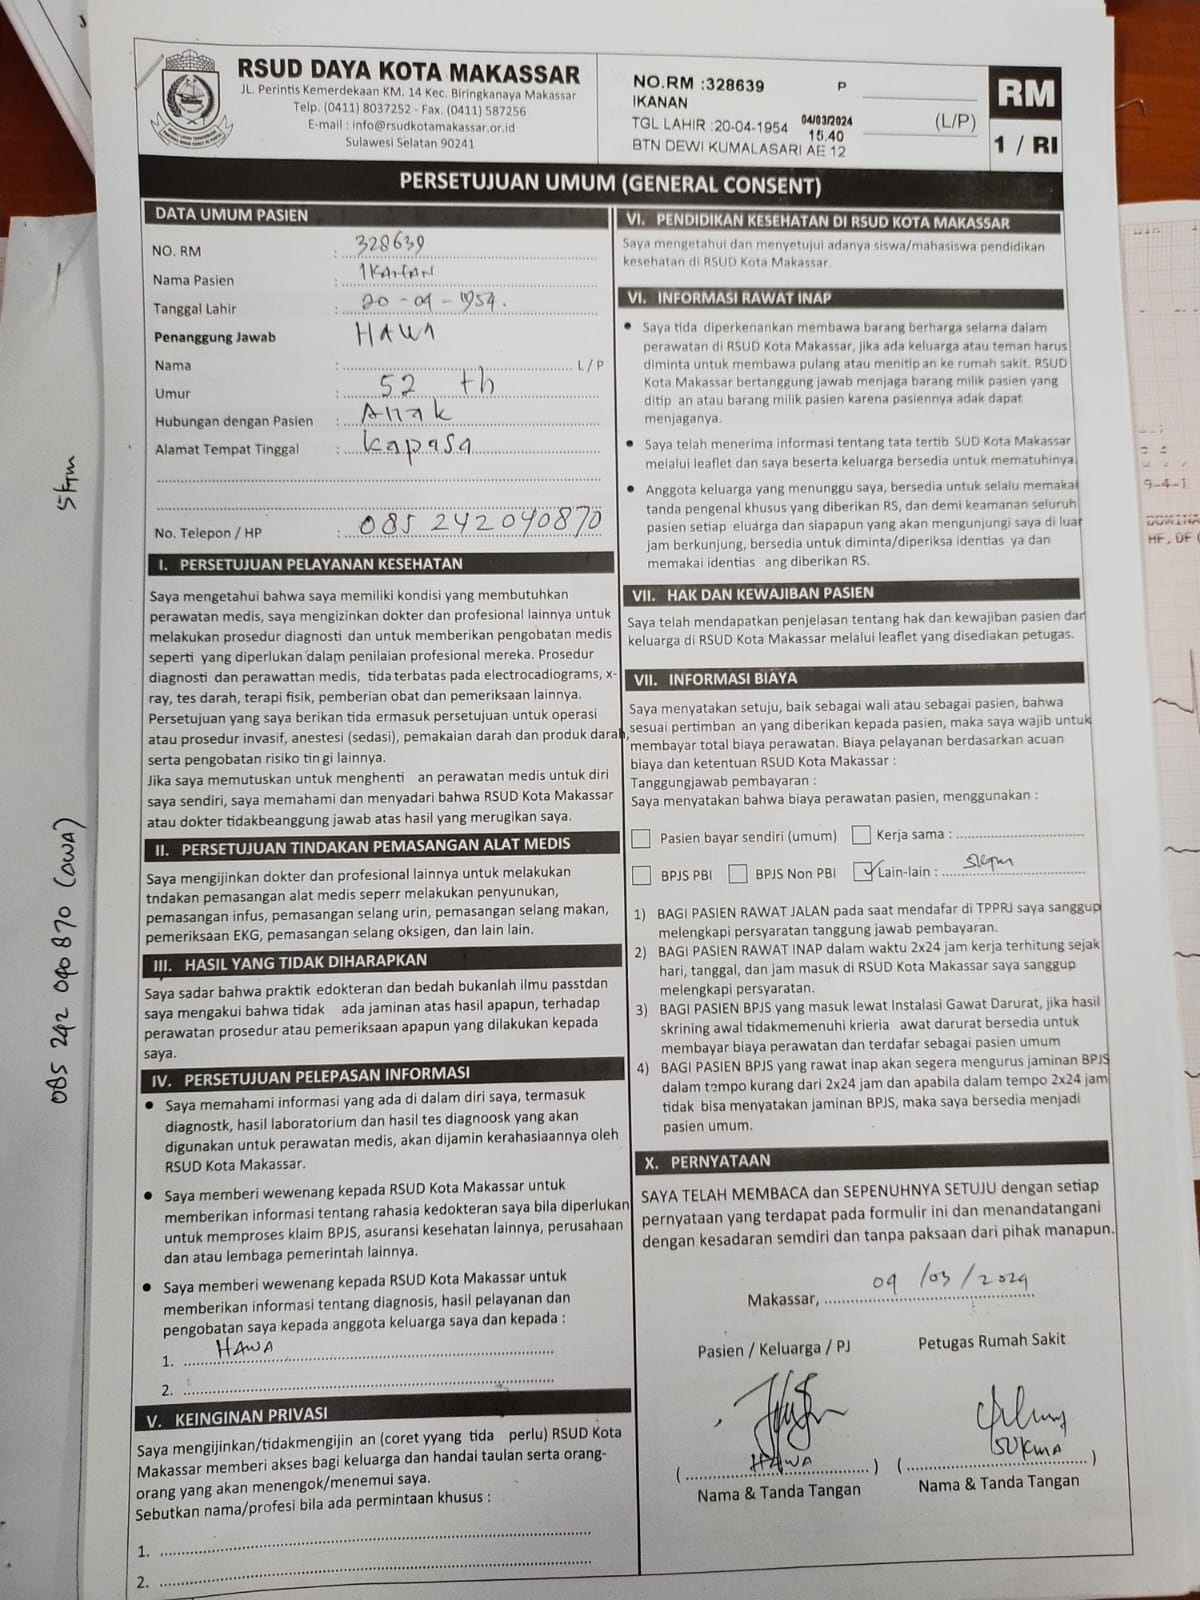 RSUD DAYA KOTA MAKASSAR
JL. Perintis Kemerdekaan KM. 14 Kec. Biringkanaya Makassar
Telp. (0411) 8037252 - Fax. (0411) 587256
E-mail : info@rsudkotamakassar.or.id
Sulawesi Selatan 90241
NO.RM :328639 P
IKANAN
TGL LAHIR :20-04-1954 04/03/2024 15.40 (L/P)
BTN DEWI KUMALASARI AE 12
RM
1 / RI
PERSETUJUAN UMUM (GENERAL CONSENT)
DATA UMUM PASIEN
NO. RM : 328639
Nama Pasien : IKANAN
Tanggal Lahir : 20-04-1954.
Penanggung Jawab HAWA
Nama : L/P
Umur : 52 th
Hubungan dengan Pasien : Anak
Alamat Tempat Tinggal : kapasa
No. Telepon / HP : 085 242040870
I. PERSETUJUAN PELAYANAN KESEHATAN
Saya mengetahui bahwa saya memiliki kondisi yang membutuhkan
perawatan medis, saya mengizinkan dokter dan profesional lainnya untuk
melakukan prosedur diagnosti dan untuk memberikan pengobatan medis
seperti yang diperlukan dalam penilaian profesional mereka. Prosedur
diagnosti dan perawattan medis, tida terbatas pada electrocadiograms, x-
ray, tes darah, terapi fisik, pemberian obat dan pemeriksaan lainnya.
Persetujuan yang saya berikan tida ermasuk persetujuan untuk operasi
atau prosedur invasif, anestesi (sedasi), pemakaian darah dan produk darah,
serta pengobatan risiko tin gi lainnya.
Jika saya memutuskan untuk menghenti an perawatan medis untuk diri
saya sendiri, saya memahami dan menyadari bahwa RSUD Kota Makassar
atau dokter tidakbeanggung jawab atas hasil yang merugikan saya.
II. PERSETUJUAN TINDAKAN PEMASANGAN ALAT MEDIS
Saya mengijinkan dokter dan profesional lainnya untuk melakukan
tndakan pemasangan alat medis seperr melakukan penyunukan,
pemasangan infus, pemasangan selang urin, pemasangan selang makan,
pemeriksaan EKG, pemasangan selang oksigen, dan lain lain.
III. HASIL YANG TIDAK DIHARAPKAN
Saya sadar bahwa praktik edokteran dan bedah bukanlah ilmu passtdan
saya mengakui bahwa tidak ada jaminan atas hasil apapun, terhadap
perawatan prosedur atau pemeriksaan apapun yang dilakukan kepada
saya.
IV. PERSETUJUAN PELEPASAN INFORMASI
• Saya memahami informasi yang ada di dalam diri saya, termasuk
diagnostk, hasil laboratorium dan hasil tes diagnoosk yang akan
digunakan untuk perawatan medis, akan dijamin kerahasiaannya oleh
RSUD Kota Makassar.
• Saya memberi wewenang kepada RSUD Kota Makassar untuk
memberikan informasi tentang rahasia kedokteran saya bila diperlukan
untuk memproses klaim BPJS, asuransi kesehatan lainnya, perusahaan
dan atau lembaga pemerintah lainnya.
• Saya memberi wewenang kepada RSUD Kota Makassar untuk
memberikan informasi tentang diagnosis, hasil pelayanan dan
pengobatan saya kepada anggota keluarga saya dan kepada :
1. HAWA
2.
V. KEINGINAN PRIVASI
Saya mengijinkan/tidakmengijin an (coret yyang tida perlu) RSUD Kota
Makassar memberi akses bagi keluarga dan handai taulan serta orang-
orang yang akan menengok/menemui saya.
Sebutkan nama/profesi bila ada permintaan khusus :
1.
2.
VI. PENDIDIKAN KESEHATAN DI RSUD KOTA MAKASSAR
Saya mengetahui dan menyetujui adanya siswa/mahasiswa pendidikan
kesehatan di RSUD Kota Makassar.
VI. INFORMASI RAWAT INAP
• Saya tida diperkenankan membawa barang berharga selama dalam
perawatan di RSUD Kota Makassar, jika ada keluarga atau teman harus
diminta untuk membawa pulang atau menitip an ke rumah sakit. RSUD
Kota Makassar bertanggung jawab menjaga barang milik pasien yang
ditip an atau barang milik pasien karena pasiennya adak dapat
menjaganya.
• Saya telah menerima informasi tentang tata tertib SUD Kota Makassar
melalui leaflet dan saya beserta keluarga bersedia untuk mematuhinya.
• Anggota keluarga yang menunggu saya, bersedia untuk selalu memakai
tanda pengenal khusus yang diberikan RS, dan demi keamanan seluruh
pasien setiap eluárga dan siapapun yang akan mengunjungi saya di luar
jam berkunjung, bersedia untuk diminta/diperiksa identias ya dan
memakai identias ang diberikan RS.
VII. HAK DAN KEWAJIBAN PASIEN
Saya telah mendapatkan penjelasan tentang hak dan kewajiban pasien dan
keluarga di RSUD Kota Makassar melalui leaflet yang disediakan petugas.
VII. INFORMASI BIAYA
Saya menyatakan setuju, baik sebagai wali atau sebagai pasien, bahwa
sesuai pertimban an yang diberikan kepada pasien, maka saya wajib untuk
membayar total biaya perawatan. Biaya pelayanan berdasarkan acuan
biaya dan ketentuan RSUD Kota Makassar :
Tanggungjawab pembayaran :
Saya menyatakan bahwa biaya perawatan pasien, menggunakan :
Pasien bayar sendiri (umum) Kerja sama :
BPJS PBI BPJS Non PBI Lain-lain :
1) BAGI PASIEN RAWAT JALAN pada saat mendafar di TPPRJ saya sanggup
melengkapi persyaratan tanggung jawab pembayaran.
2) BAGI PASIEN RAWAT INAP dalam waktu 2x24 jam kerja terhitung sejak
hari, tanggal, dan jam masuk di RSUD Kota Makassar saya sanggup
melengkapi persyaratan.
3) BAGI PASIEN BPJS yang masuk lewat Instalasi Gawat Darurat, jika hasil
skrining awal tidakmemenuhi krieria awat darurat bersedia untuk
membayar biaya perawatan dan terdafar sebagai pasien umum
4) BAGI PASIEN BPJS yang rawat inap akan segera mengurus jaminan BPJS
dalam tempo kurang dari 2x24 jam dan apabila dalam tempo 2x24 jam
tidak bisa menyatakan jaminan BPJS, maka saya bersedia menjadi
pasien umum.
X. PERNYATAAN
SAYA TELAH MEMBACA dan SEPENUHNYA SETUJU dengan setiap
pernyataan yang terdapat pada formulir ini dan menandatangani
dengan kesadaran semdiri dan tanpa paksaan dari pihak manapun.
Makassar, 04 /03/2024
Pasien / Keluarga / PJ Petugas Rumah Sakit
(HAWA) (SUKMA)
Nama & Tanda Tangan Nama & Tanda Tangan
085 242 040 870 (HAWA)
9-4-1
HF, DF